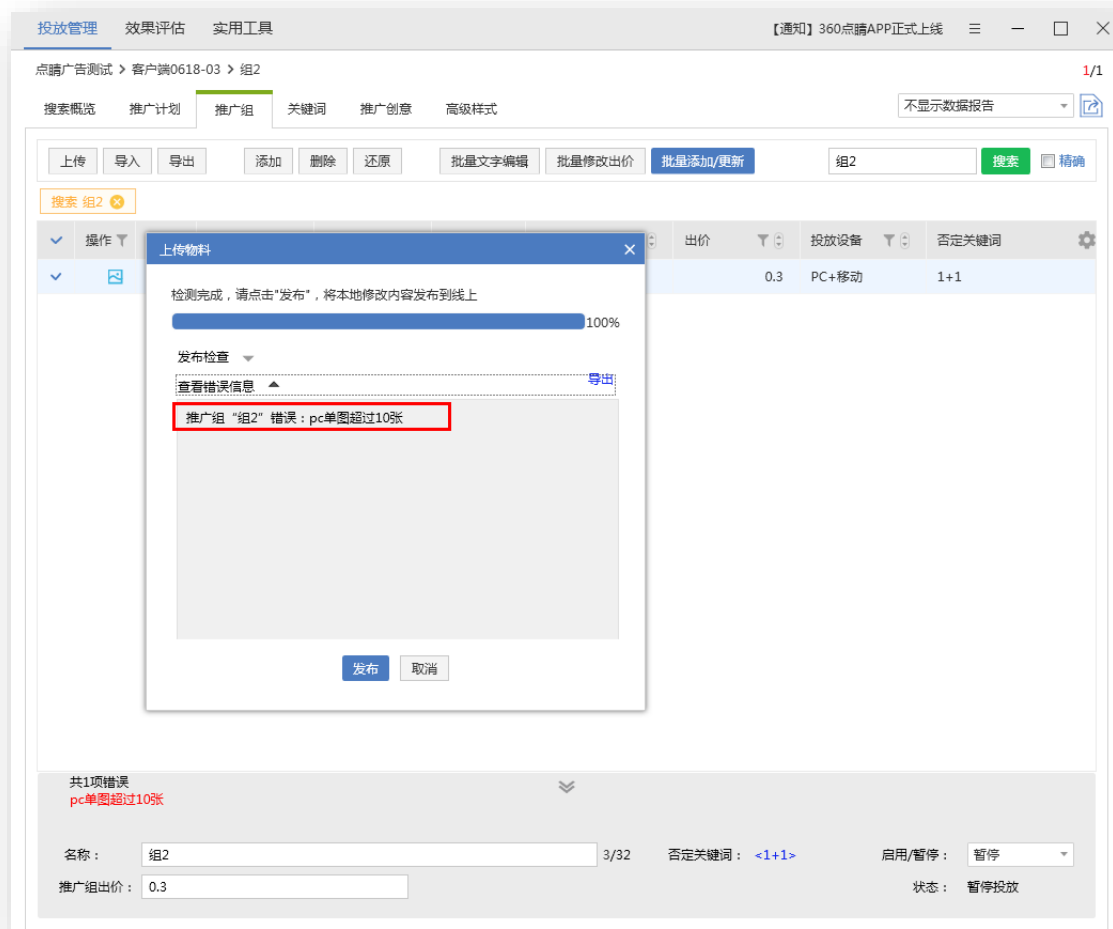 投放管理 效果评估 实用工具 【通知】360点睛APP正式上线
点睛广告测试 > 客户端0618-03 > 组2 1/1
搜索概览 推广计划 推广组 关键词 推广创意 高级样式 不显示数据报告
上传 导入 导出 添加 删除 还原 批量文字编辑 批量修改出价 批量添加/更新 组2 搜索 精确
搜索 组2
操作 出价 投放设备 否定关键词
0.3 PC+移动 1+1
上传物料
检测完成，请点击"发布"，将本地修改内容发布到线上
100%
发布检查
查看错误信息 导出
推广组“组2”错误：pc单图超过10张
发布 取消
共1项错误
pc单图超过10张
名称： 组2 3/32 否定关键词： <1+1> 启用/暂停： 暂停
推广组出价： 0.3 状态： 暂停投放